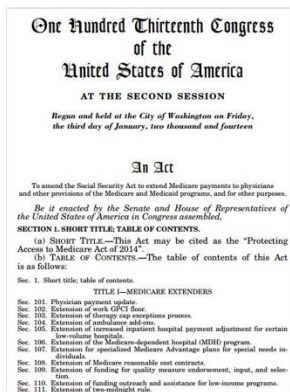 One Hundred Thirteenth Congress
of the
United States of America
AT THE SECOND SESSION
Begun and held at the City of Washington on Friday,
the third day of January, two thousand and fourteen
An Act
To amend the Social Security Act to extend Medicare payments to physicians
and other provisions of the Medicare and Medicaid programs, and for other purposes.
Be it enacted by the Senate and House of Representatives of
the United States of America in Congress assembled,
SECTION 1. SHORT TITLE; TABLE OF CONTENTS.
(a) SHORT TITLE.—This Act may be cited as the “Protecting
Access to Medicare Act of 2014”.
(b) TABLE OF CONTENTS.—The table of contents of this Act
is as follows:
Sec. 1. Short title; table of contents.
TITLE I—MEDICARE EXTENDERS
Sec. 101. Physician payment update.
Sec. 102. Extension of work GPCI floor.
Sec. 103. Extension of therapy cap exceptions process.
Sec. 104. Extension of ambulance add-ons.
Sec. 105. Extension of increased inpatient hospital payment adjustment for certain
low-volume hospitals.
Sec. 106. Extension of the Medicare-dependent hospital (MDH) program.
Sec. 107. Extension for specialized Medicare Advantage plans for special needs in-
dividuals.
Sec. 108. Extension of Medicare reasonable cost contracts.
Sec. 109. Extension of funding for quality measure endorsement, input, and selec-
tion.
Sec. 110. Extension of funding outreach and assistance for low-income programs.
Sec. 111. Extension of two-midnight rule.